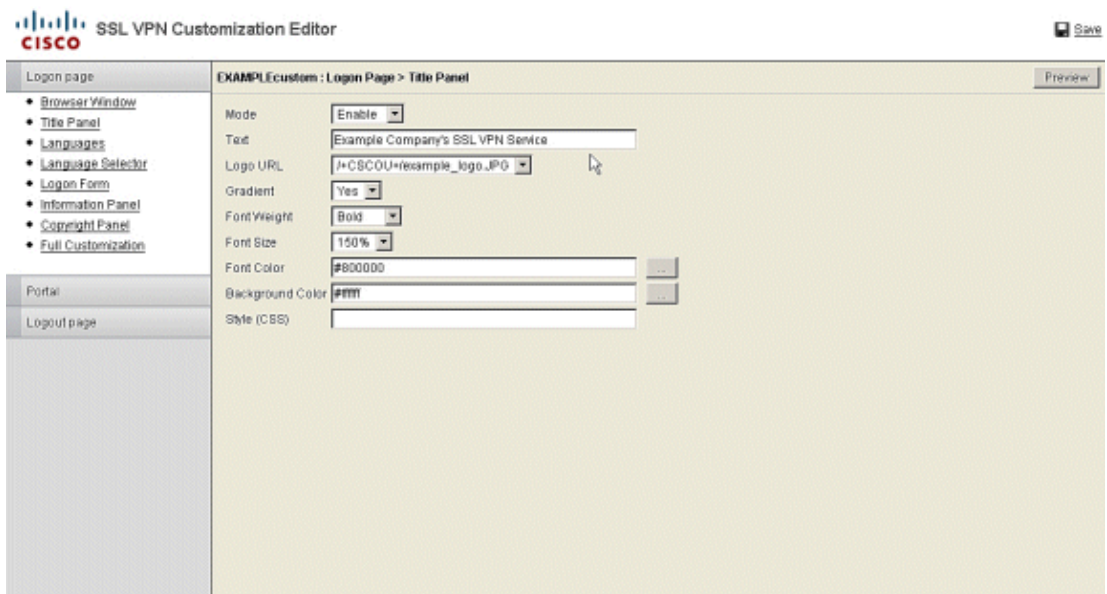 CISCO SSL VPN Customization Editor
Save
Logon page
Browser Window
Title Panel
Languages
Language Selector
Logon Form
Information Panel
Copyright Panel
Full Customization
Portal
Logout page
EXAMPLEcustom : Logon Page > Title Panel
Preview
Mode Enable
Text Example Company's SSL VPN Service
Logo URL /+CSCOU+/example_logo.JPG
Gradient Yes
Font Weight Bold
Font Size 150%
Font Color #800000 ...
Background Color #ffffff ...
Style (CSS)